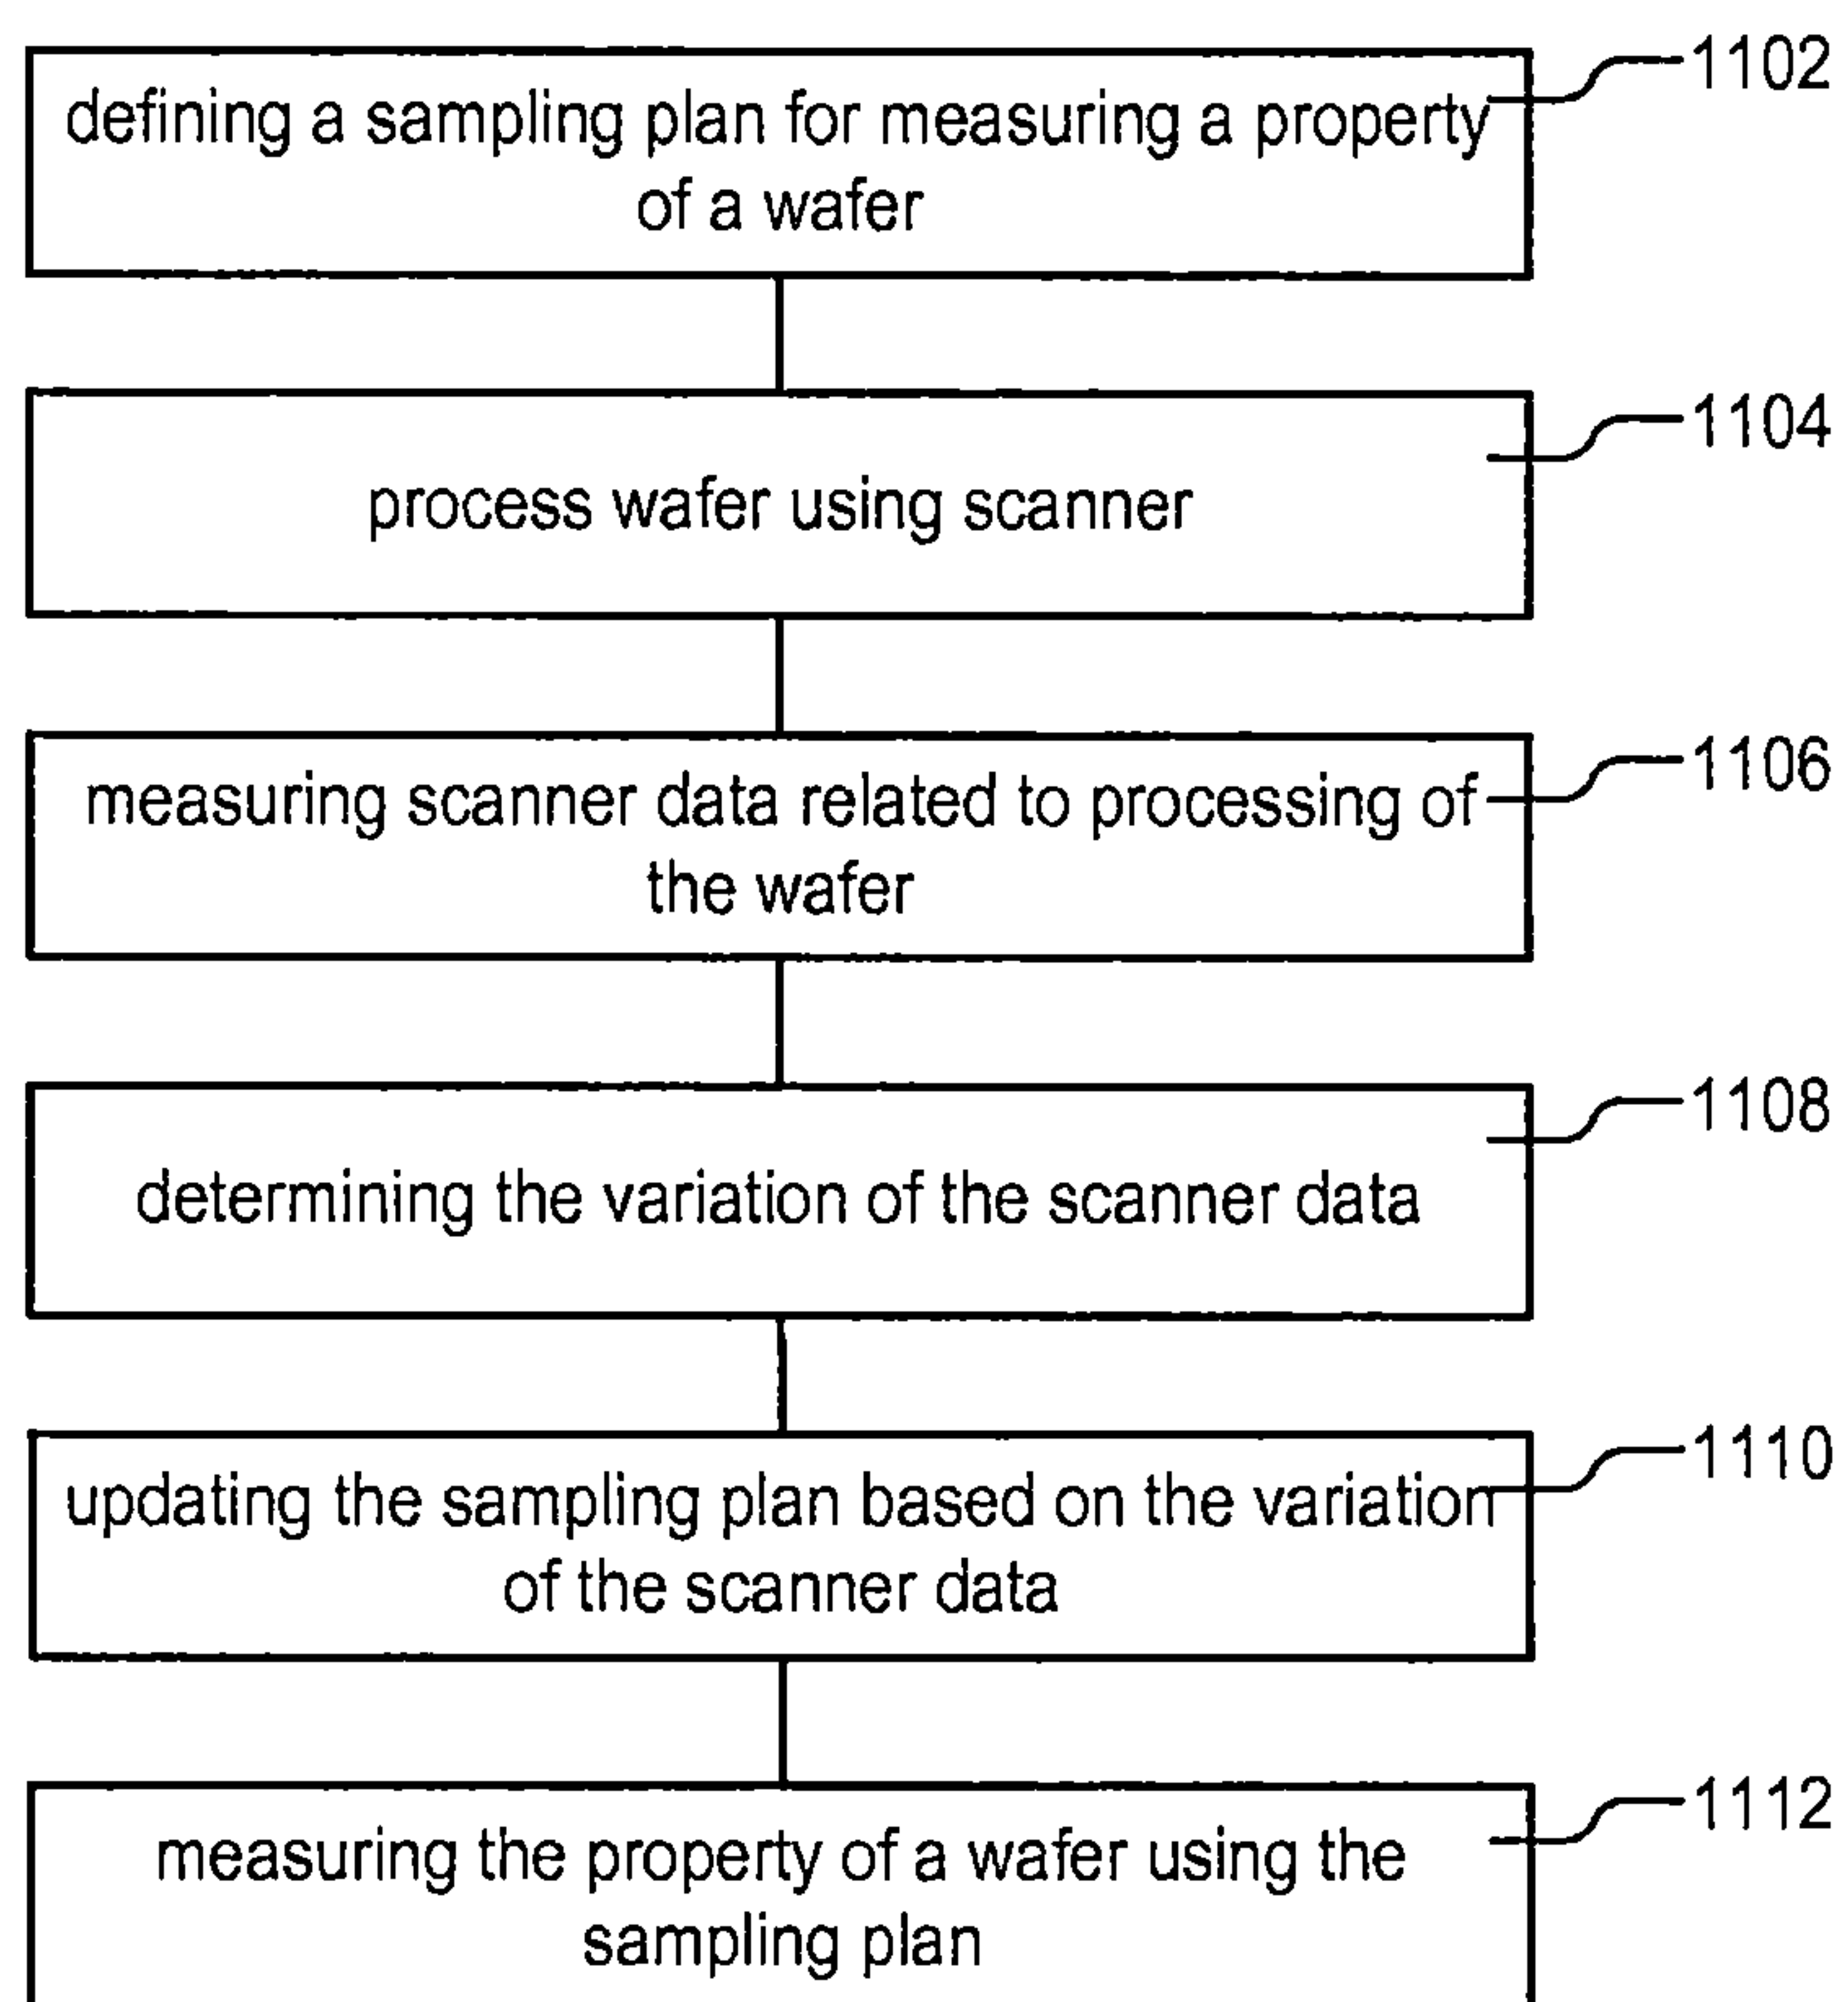 1102
defining a sampling plan for measuring a property
of a wafer
1104
process wafer using scanner
1106
measuring scanner data related to processing of
the wafer
1108
determining the variation of the scanner data
1110
updating the sampling plan based on the variation
of the scanner data
1112
measuring the property of a wafer using the
sampling plan